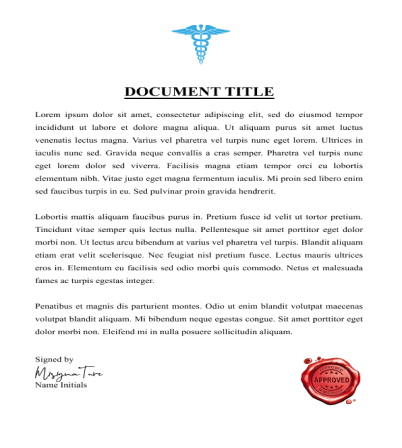 DOCUMENT TITLE
Lorem ipsum dolor sit amet, consectetur adipiscing elit, sed do eiusmod tempor
incididunt ut labore et dolore magna aliqua. Ut aliquam purus sit amet luctus
venenatis lectus magna. Varius vel pharetra vel turpis nunc eget lorem. Ultrices in
iaculis nunc sed. Gravida neque convallis a cras semper. Pharetra vel turpis nunc
eget lorem dolor sed viverra. Facilisis magna etiam tempor orci eu lobortis
elementum nibh. Vitae justo eget magna fermentum iaculis. Mi proin sed libero enim
sed faucibus turpis in eu. Sed pulvinar proin gravida hendrerit.
Lobortis mattis aliquam faucibus purus in. Pretium fusce id velit ut tortor pretium.
Tincidunt vitae semper quis lectus nulla. Pellentesque sit amet porttitor eget dolor
morbi non. Ut lectus arcu bibendum at varius vel pharetra vel turpis. Blandit aliquam
etiam erat velit scelerisque. Nec feugiat nisl pretium fusce. Lectus mauris ultrices
eros in. Elementum eu facilisis sed odio morbi quis commodo. Netus et malesuada
fames ac turpis egestas integer.
Penatibus et magnis dis parturient montes. Odio ut enim blandit volutpat maecenas
volutpat blandit aliquam. Mi bibendum neque egestas congue. Sit amet porttitor eget
dolor morbi non. Eleifend mi in nulla posuere sollicitudin aliquam.
Signed by
Name Initials
APPROVED